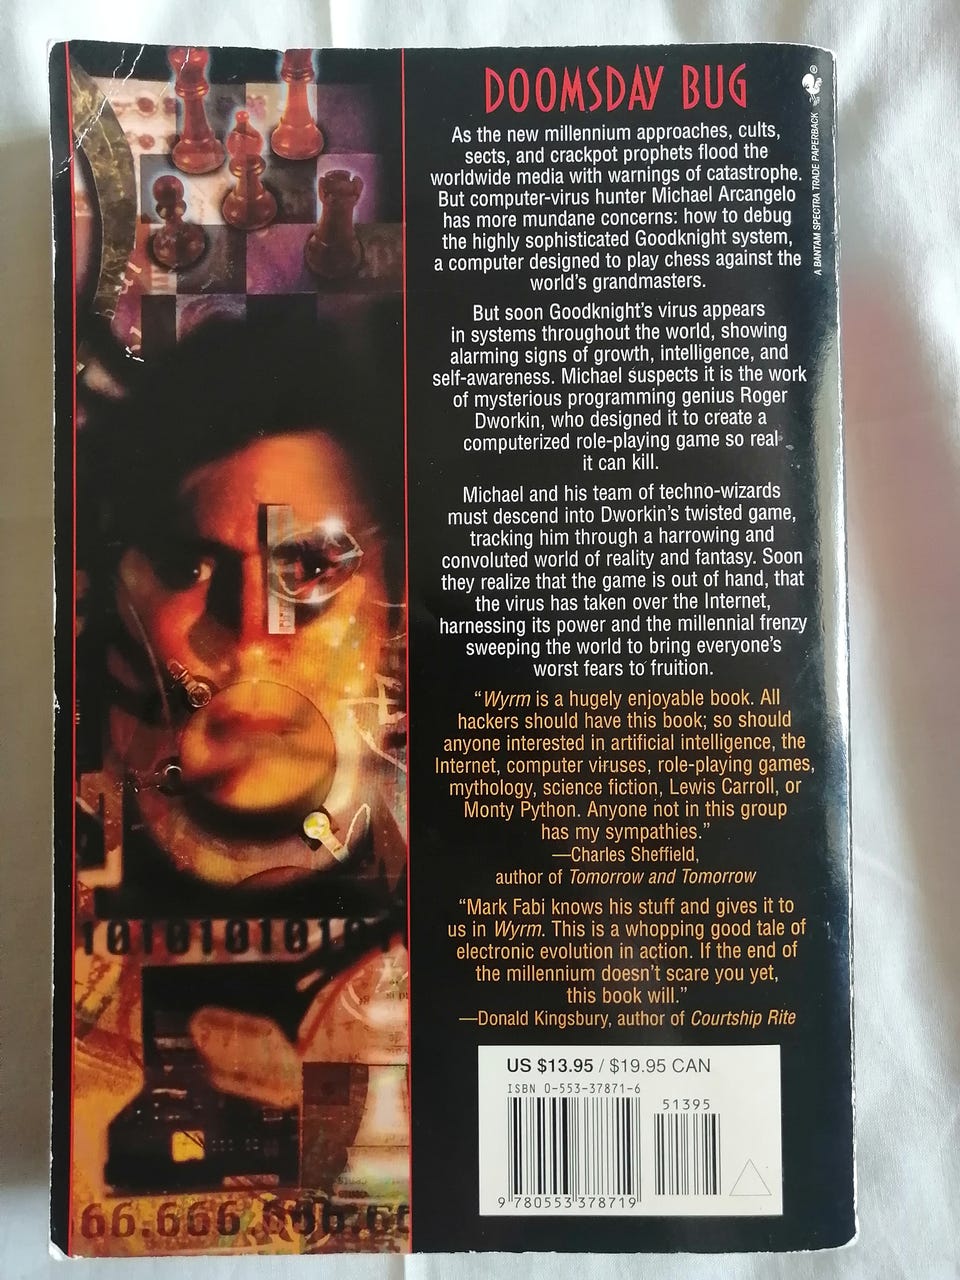 DOOMSDAY BUG
As the new millennium approaches, cults,
sects, and crackpot prophets flood the
worldwide media with warnings of catastrophe.
But computer-virus hunter Michael Arcangelo
has more mundane concerns: how to debug
the highly sophisticated Goodknight system,
a computer designed to play chess against the
world's grandmasters.
But soon Goodknight's virus appears
in systems throughout the world, showing
alarming signs of growth, intelligence, and
self-awareness. Michael suspects it is the work
of mysterious programming genius Roger
Dworkin, who designed it to create a
computerized role-playing game so real
it can kill.
Michael and his team of techno-wizards
must descend into Dworkin's twisted game,
tracking him through a harrowing and
convoluted world of reality and fantasy. Soon
they realize that the game is out of hand, that
the virus has taken over the Internet,
harnessing its power and the millennial frenzy
sweeping the world to bring everyone's
worst fears to fruition.
"Wyrm is a hugely enjoyable book. All
hackers should have this book; so should
anyone interested in artificial intelligence, the
Internet, computer viruses, role-playing games,
mythology, science fiction, Lewis Carroll, or
Monty Python. Anyone not in this group
has my sympathies."
—Charles Sheffield,
author of Tomorrow and Tomorrow
"Mark Fabi knows his stuff and gives it to
us in Wyrm. This is a whopping good tale of
electronic evolution in action. If the end of
the millennium doesn't scare you yet,
this book will."
—Donald Kingsbury, author of Courtship Rite
US $13.95 / $19.95 CAN
ISBN 0-553-37871-6
51395
9 780553 378719
A BANTAM SPECTRA TRADE PAPERBACK
®
10101010101
66.666